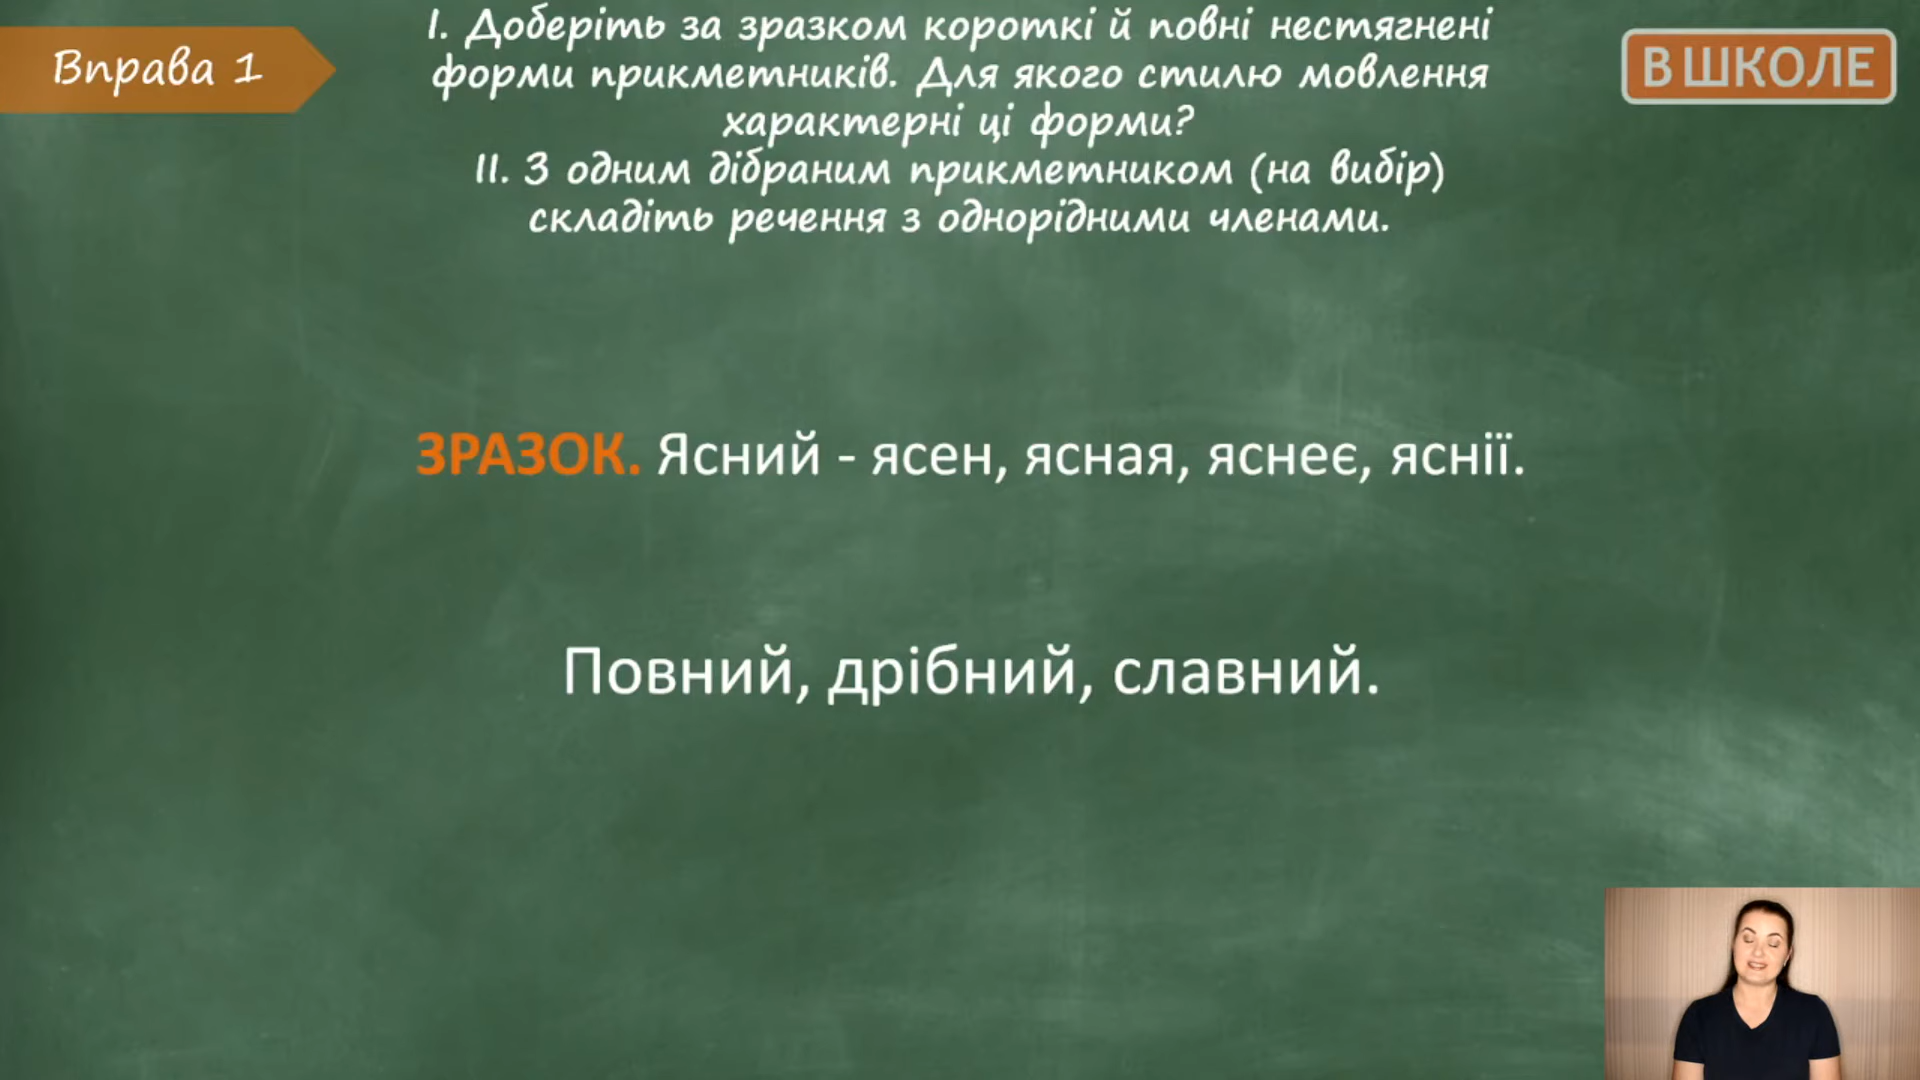 Вправа 1
І. Доберіть за зразком короткі й повні нестягнені
форми прикметників. Для якого стилю мовлення
характерні ці форми?
ІІ. З одним дібраним прикметником (на вибір)
складіть речення з однорідними членами.
В ШКОЛЕ
ЗРАЗОК. Ясний - ясен, ясная, яснеє, яснії.
Повний, дрібний, славний.